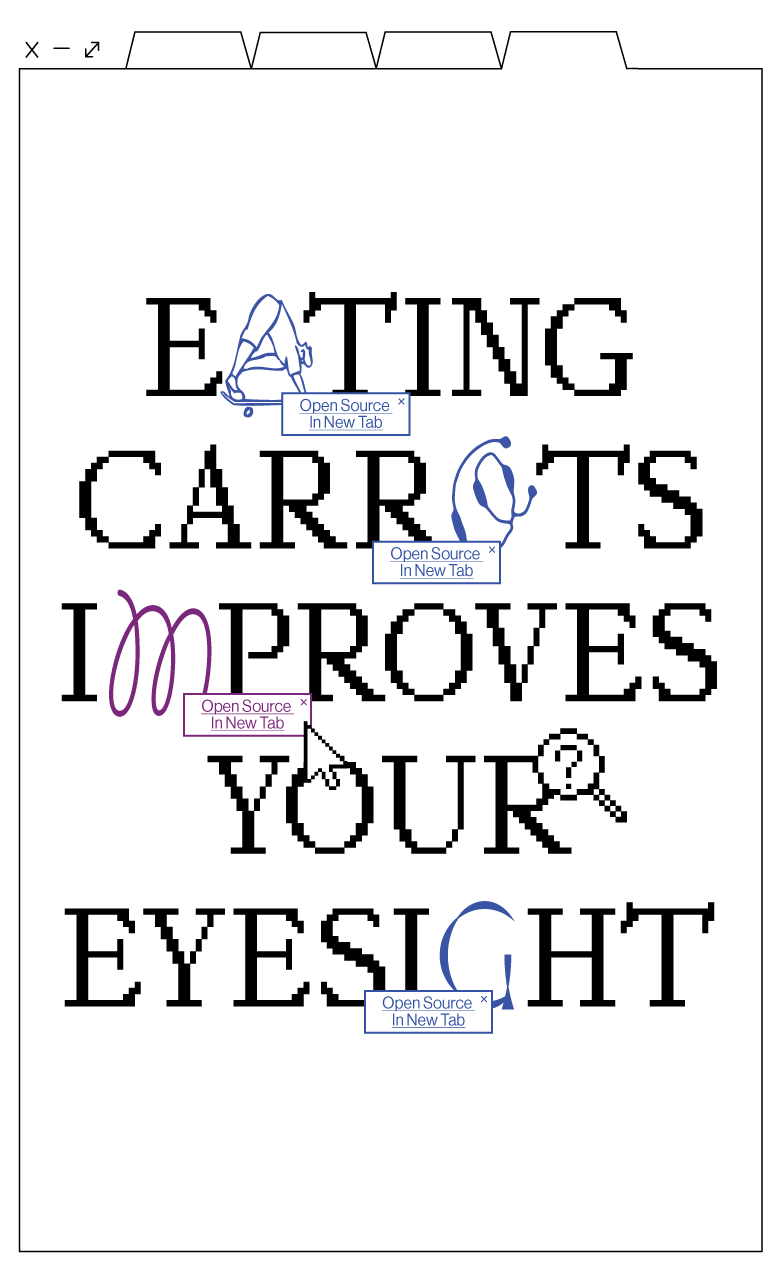 EATING
Open Source ×
In New Tab
CARROTS
Open Source ×
In New Tab
IMPROVES
Open Source ×
In New Tab
YOUR
?
EYESIGHT
Open Source ×
In New Tab